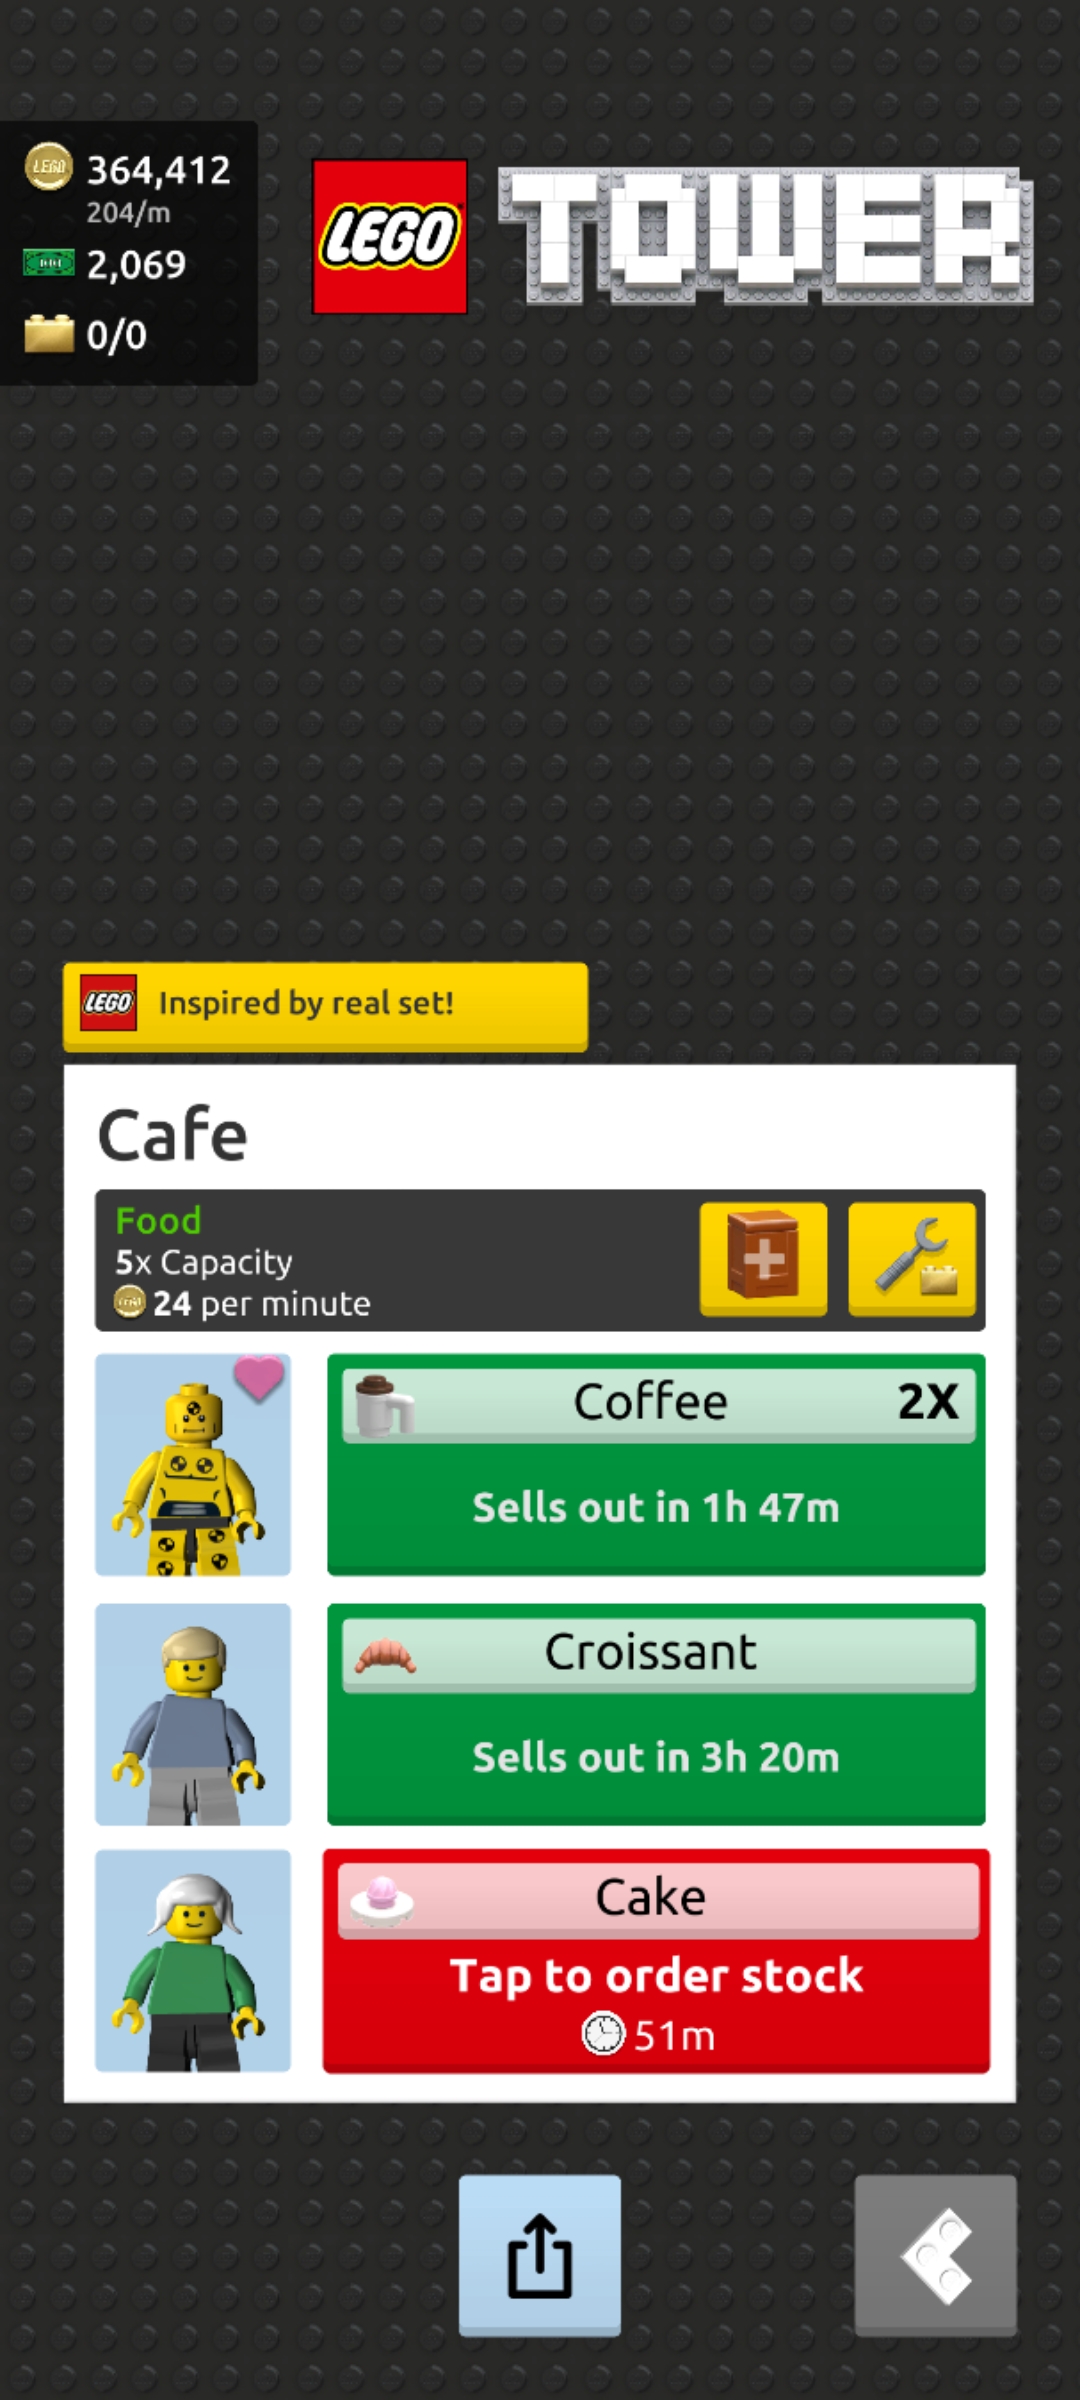 364,412
204/m
2,069
0/0
LEGO TOWER
LEGO Inspired by real set!
Cafe
Food
5x Capacity
24 per minute
Coffee 2X
Sells out in 1h 47m
Croissant
Sells out in 3h 20m
Cake
Tap to order stock
51m